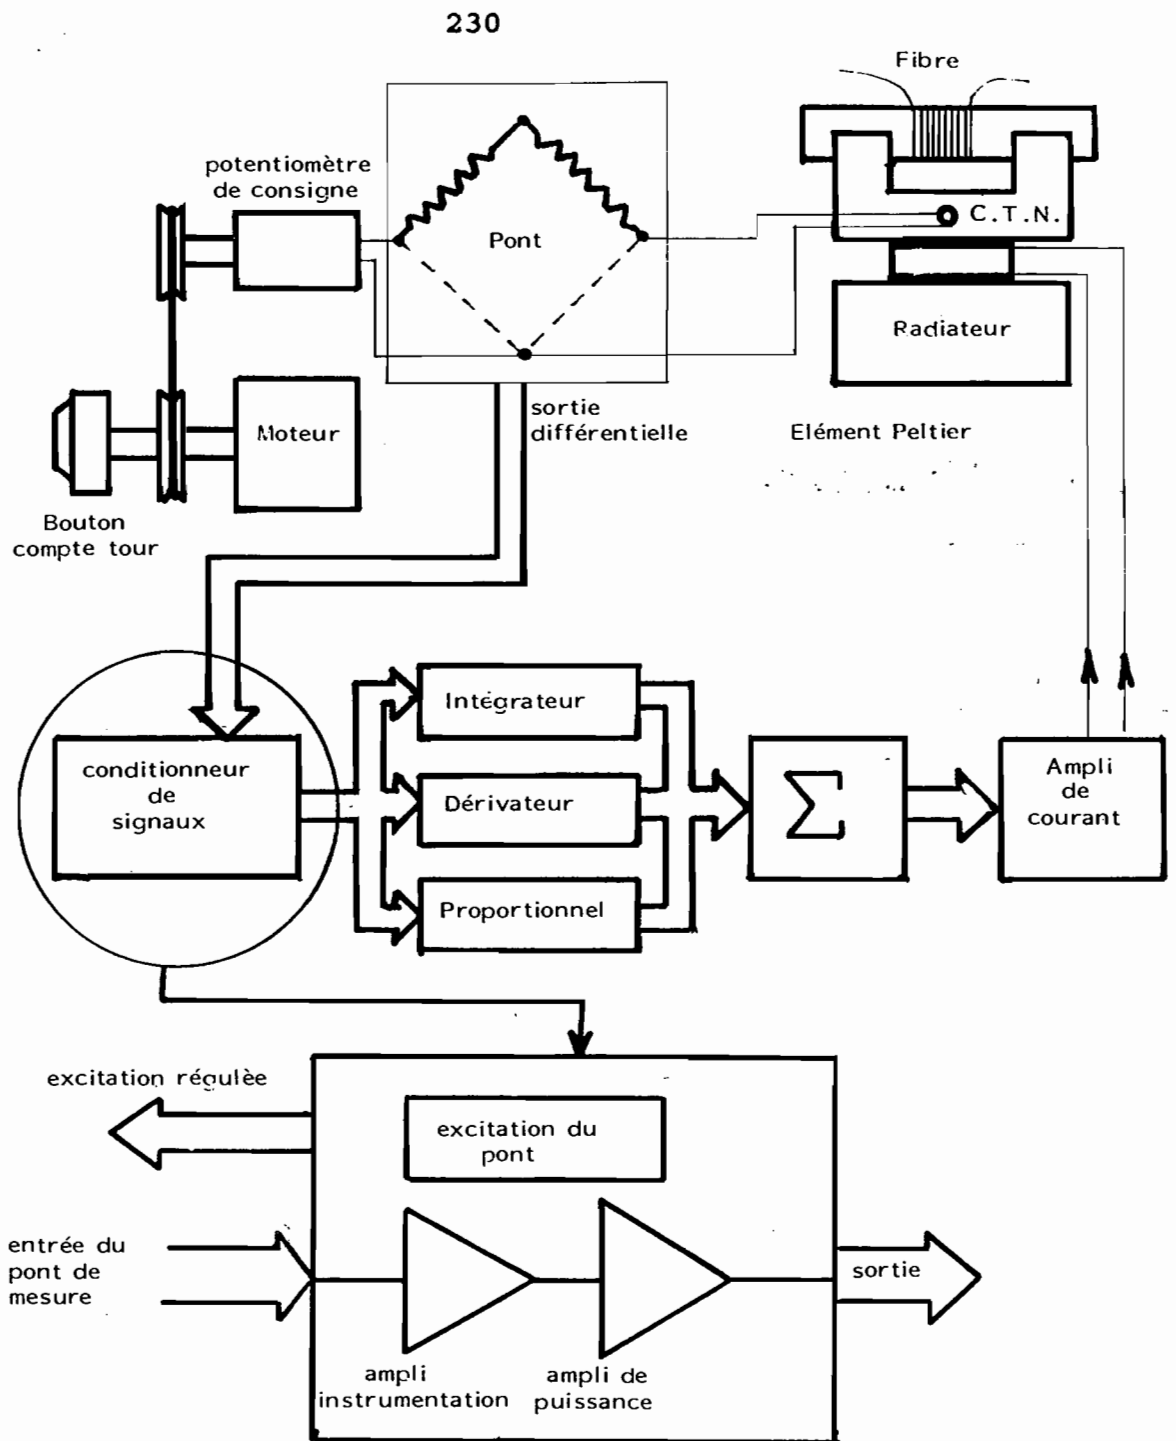 230
Fibre
potentiomètre
de consigne
Pont
C.T.N.
Radiateur
Moteur
sortie
différentielle
Elément Peltier
Bouton
compte tour
conditionneur
de
signaux
Intégrateur
Dérivateur
Proportionnel
Σ
Ampli
de
courant
excitation régulèe
excitation du
pont
entrée du
pont de
mesure
sortie
ampli
instrumentation
ampli de
puissance